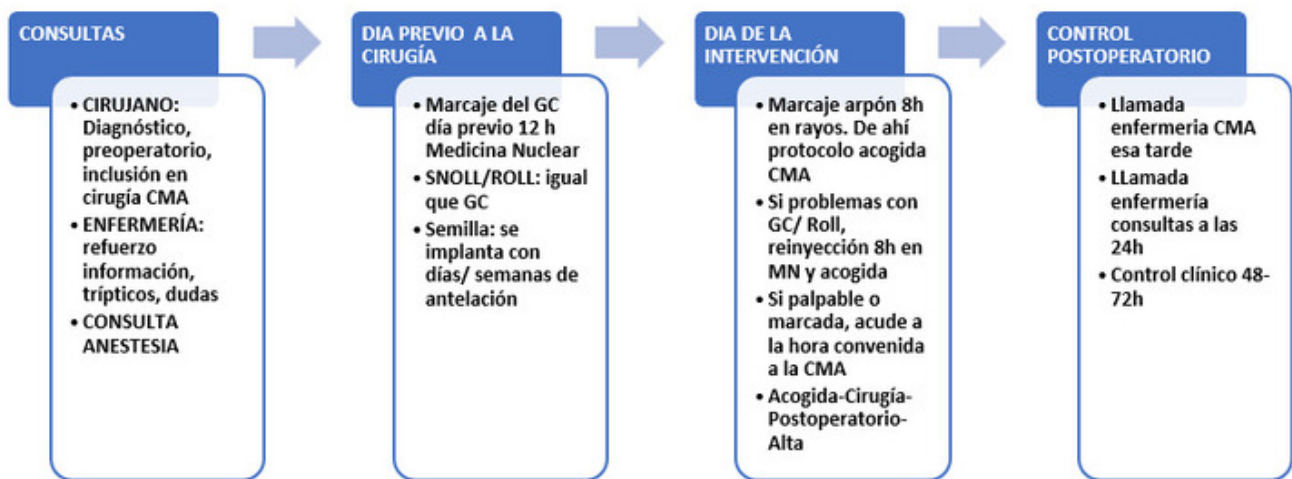 CONSULTAS
• CIRUJANO:
Diagnóstico,
preoperatorio,
inclusión en
cirugía CMA
• ENFERMERÍA:
refuerzo
información,
trípticos, dudas
• CONSULTA
ANESTESIA
DIA PREVIO A LA
CIRUGÍA
• Marcaje del GC
día previo 12 h
Medicina Nuclear
• SNOLL/ROLL: igual
que GC
• Semilla: se
implanta con
días/ semanas de
antelación
DIA DE LA
INTERVENCIÓN
• Marcaje arpón 8h
en rayos. De ahí
protocolo acogida
CMA
• Si problemas con
GC/ Roll,
reinyección 8h en
MN y acogida
• Si palpable o
marcada, acude a
la hora convenida
a la CMA
• Acogida-Cirugía-
Postoperatorio-
Alta
CONTROL
POSTOPERATORIO
• Llamada
enfermeria CMA
esa tarde
• LLamada
enfermería
consultas a las
24h
• Control clínico 48-
72h